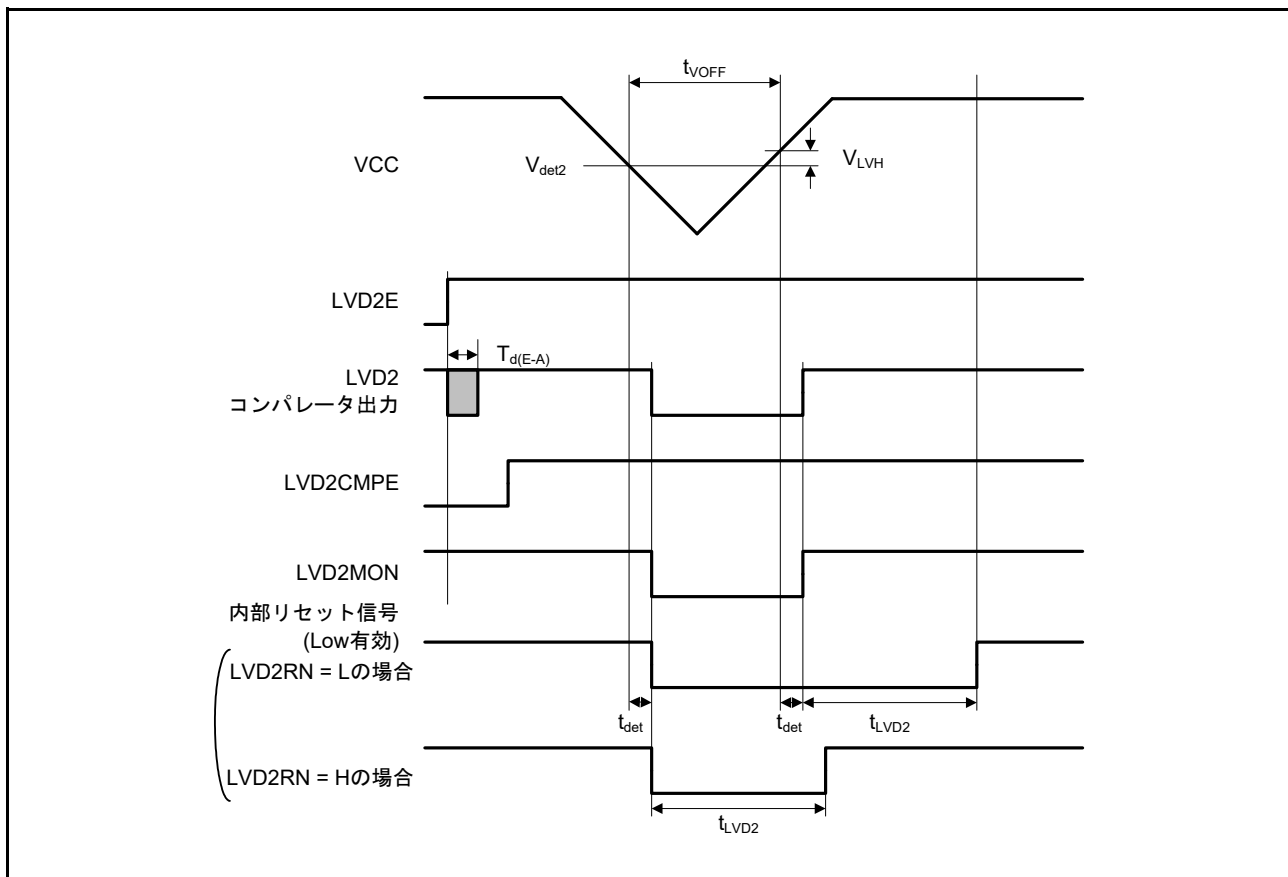 tVOFF
VCC
Vdet2
VLVH
LVD2E
Td(E-A)
LVD2
コンパレータ出力
LVD2CMPE
LVD2MON
内部リセット信号
(Low有効)
LVD2RN = Lの場合
tdet
tdet
tLVD2
LVD2RN = Hの場合
tLVD2